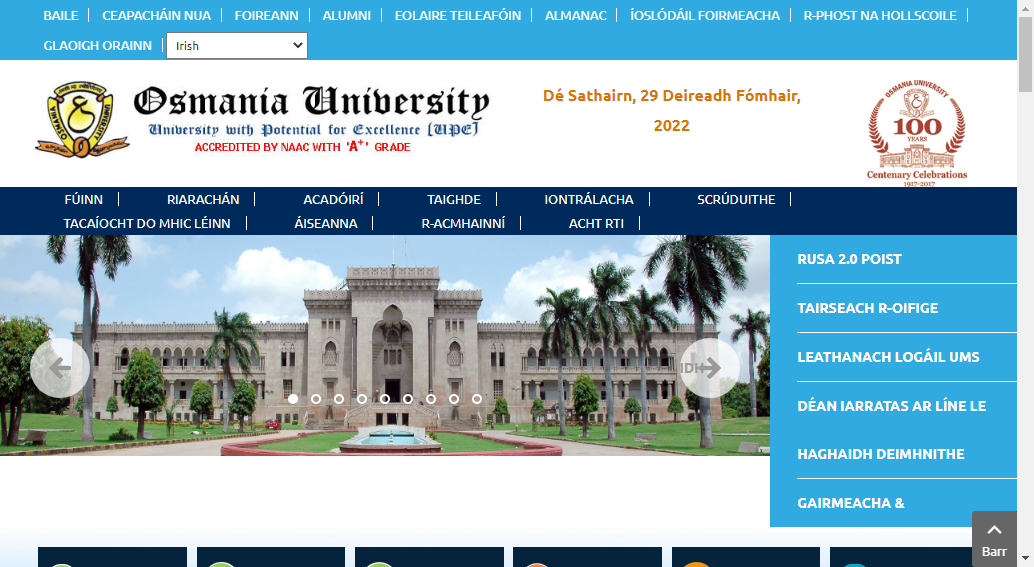 BAILE CEAPACHÁIN NUA FOIREANN ALUMNI EOLAIRE TEILEAFÓIN ALMANAC ÍOSLÓDÁIL FOIRMEACHA R-PHOST NA HOLLSCOILE
GLAOIGH ORAINN Irish
Osmania University
University with Potential for Excellence [UPE]
ACCREDITED BY NAAC WITH 'A+' GRADE
Dé Sathairn, 29 Deireadh Fómhair,
2022
OSMANIA UNIVERSITY
100
YEARS
Centenary Celebrations
1917-2017
FÚINN RIARACHÁN ACADÓIRÍ TAIGHDE IONTRÁLACHA SCRÚDUITHE
TACAÍOCHT DO MHIC LÉINN ÁISEANNA R-ACMHAINNÍ ACHT RTI
RUSA 2.0 POIST
TAIRSEACH R-OIFIGE
LEATHANACH LOGÁIL UMS
DÉAN IARRATAS AR LÍNE LE
HAGHAIDH DEIMHNITHE
GAIRMEACHA &
Barr